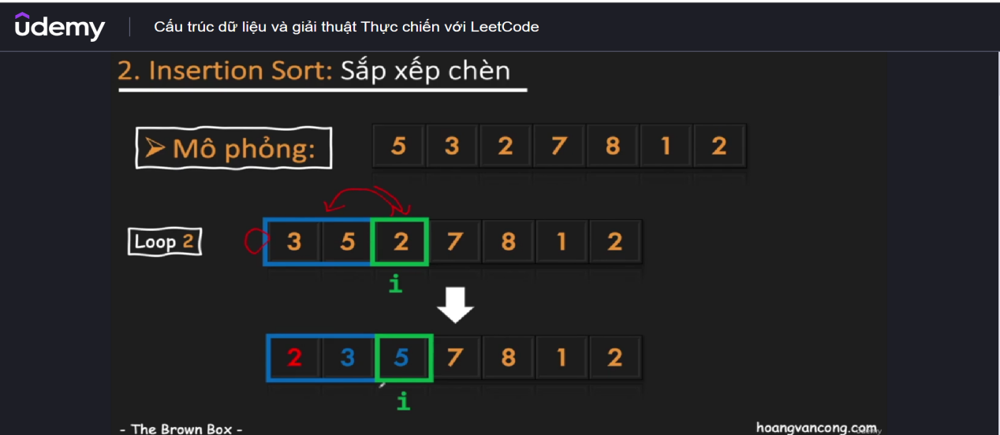 udemy
Cấu trúc dữ liệu và giải thuật Thực chiến với LeetCode
2. Insertion Sort: Sắp xếp chèn
➢ Mô phỏng:
5 3 2 7 8 1 2
Loop 2
3 5 2 7 8 1 2
i
2 3 5 7 8 1 2
i
- The Brown Box -
hoangvancong.com